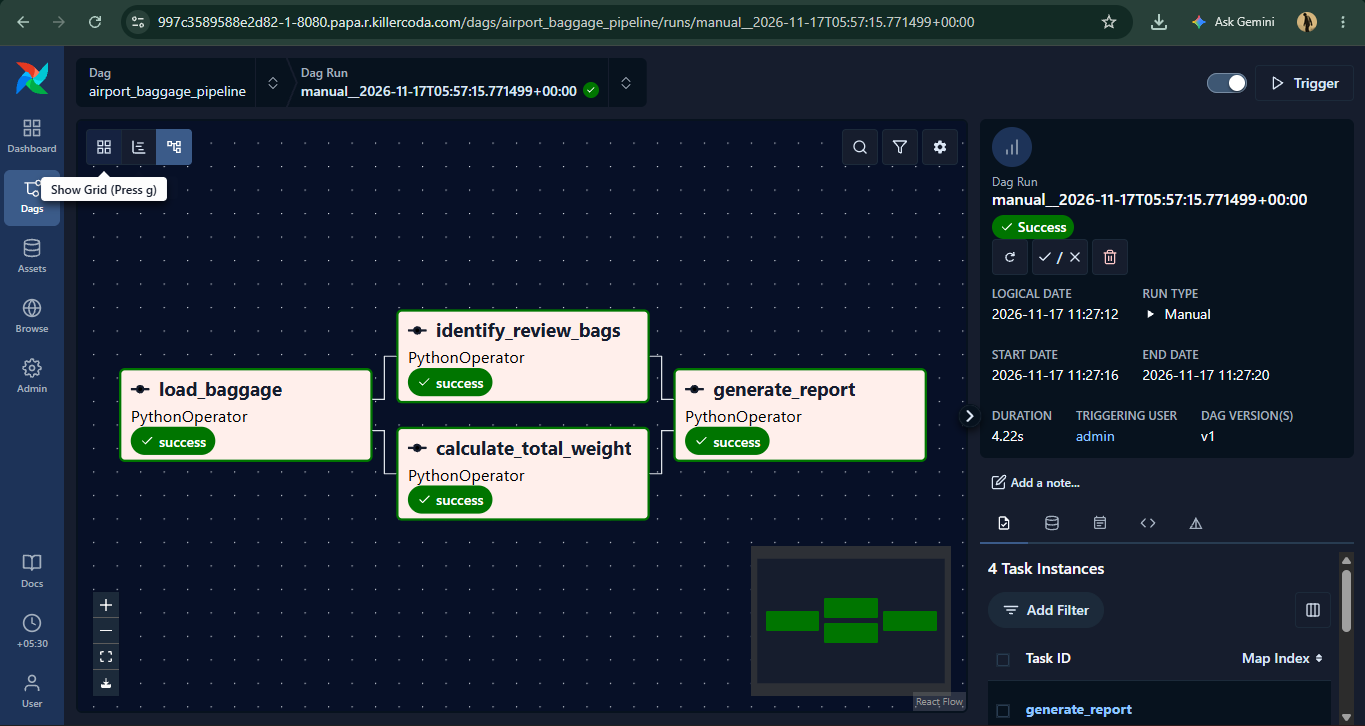 997c3589588e2d82-1-8080.papa.r.killercoda.com/dags/airport_baggage_pipeline/runs/manual__2026-11-17T05:57:15.771499+00:00
Ask Gemini
Dag
airport_baggage_pipeline
Dag Run
manual__2026-11-17T05:57:15.771499+00:00
Trigger
Dashboard
Dags
Assets
Browse
Admin
Docs
+05:30
User
Show Grid (Press g)
load_baggage
PythonOperator
success
identify_review_bags
PythonOperator
success
calculate_total_weight
PythonOperator
success
generate_report
PythonOperator
success
React Flow
Dag Run
manual__2026-11-17T05:57:15.771499+00:00
Success
/
LOGICAL DATE
2026-11-17 11:27:12
RUN TYPE
Manual
START DATE
2026-11-17 11:27:16
END DATE
2026-11-17 11:27:20
DURATION
4.22s
TRIGGERING USER
admin
DAG VERSION(S)
v1
Add a note...
4 Task Instances
Add Filter
Task ID
Map Index
generate_report